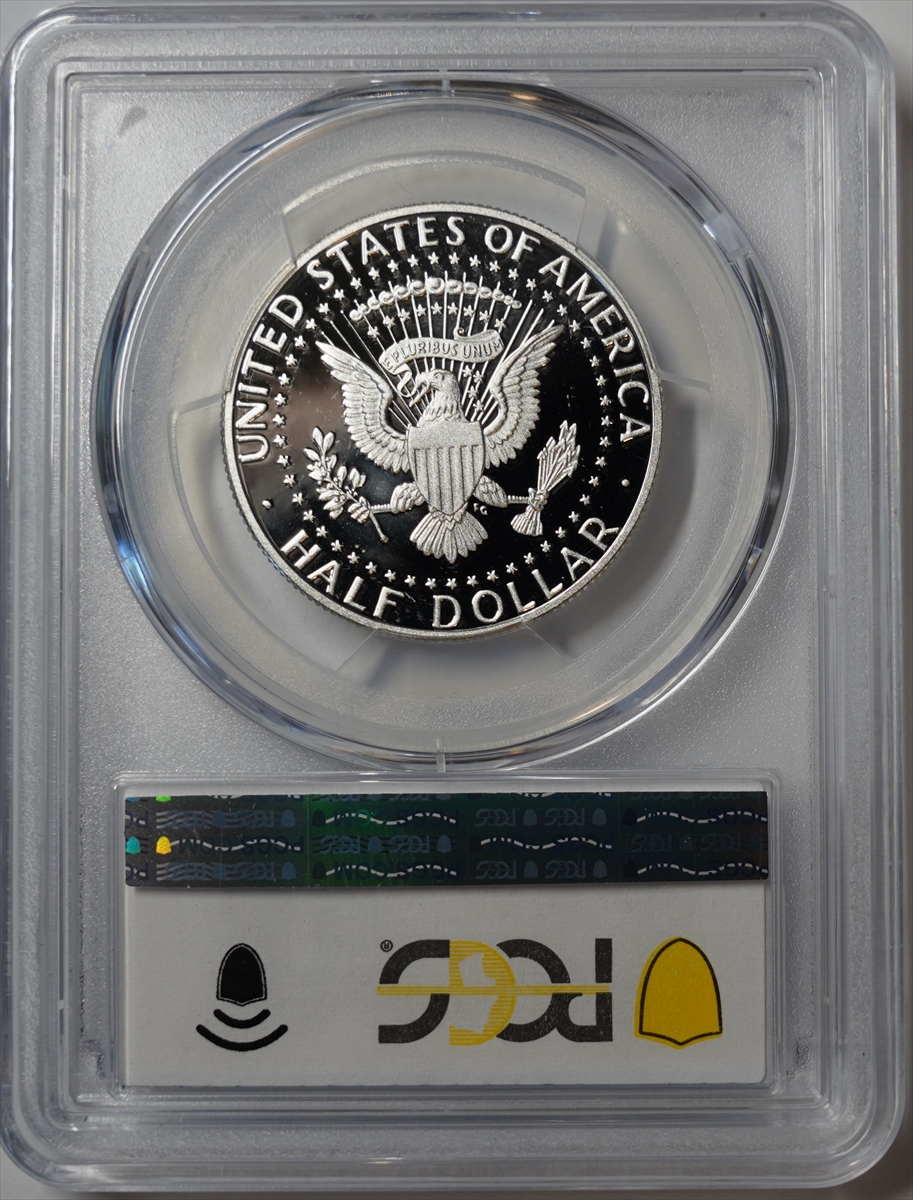 UNITED STATES OF AMERICA
E PLURIBUS UNUM
FG
HALF DOLLAR
PCGS®